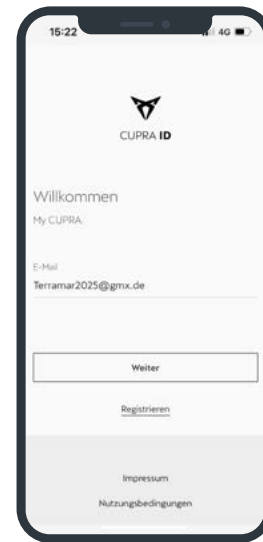 15:22
4G
CUPRA ID
Willkommen
My CUPRA
E-Mail
Terramar2025@gmx.de
Weiter
Registrieren
Impressum
Nutzungsbedingungen